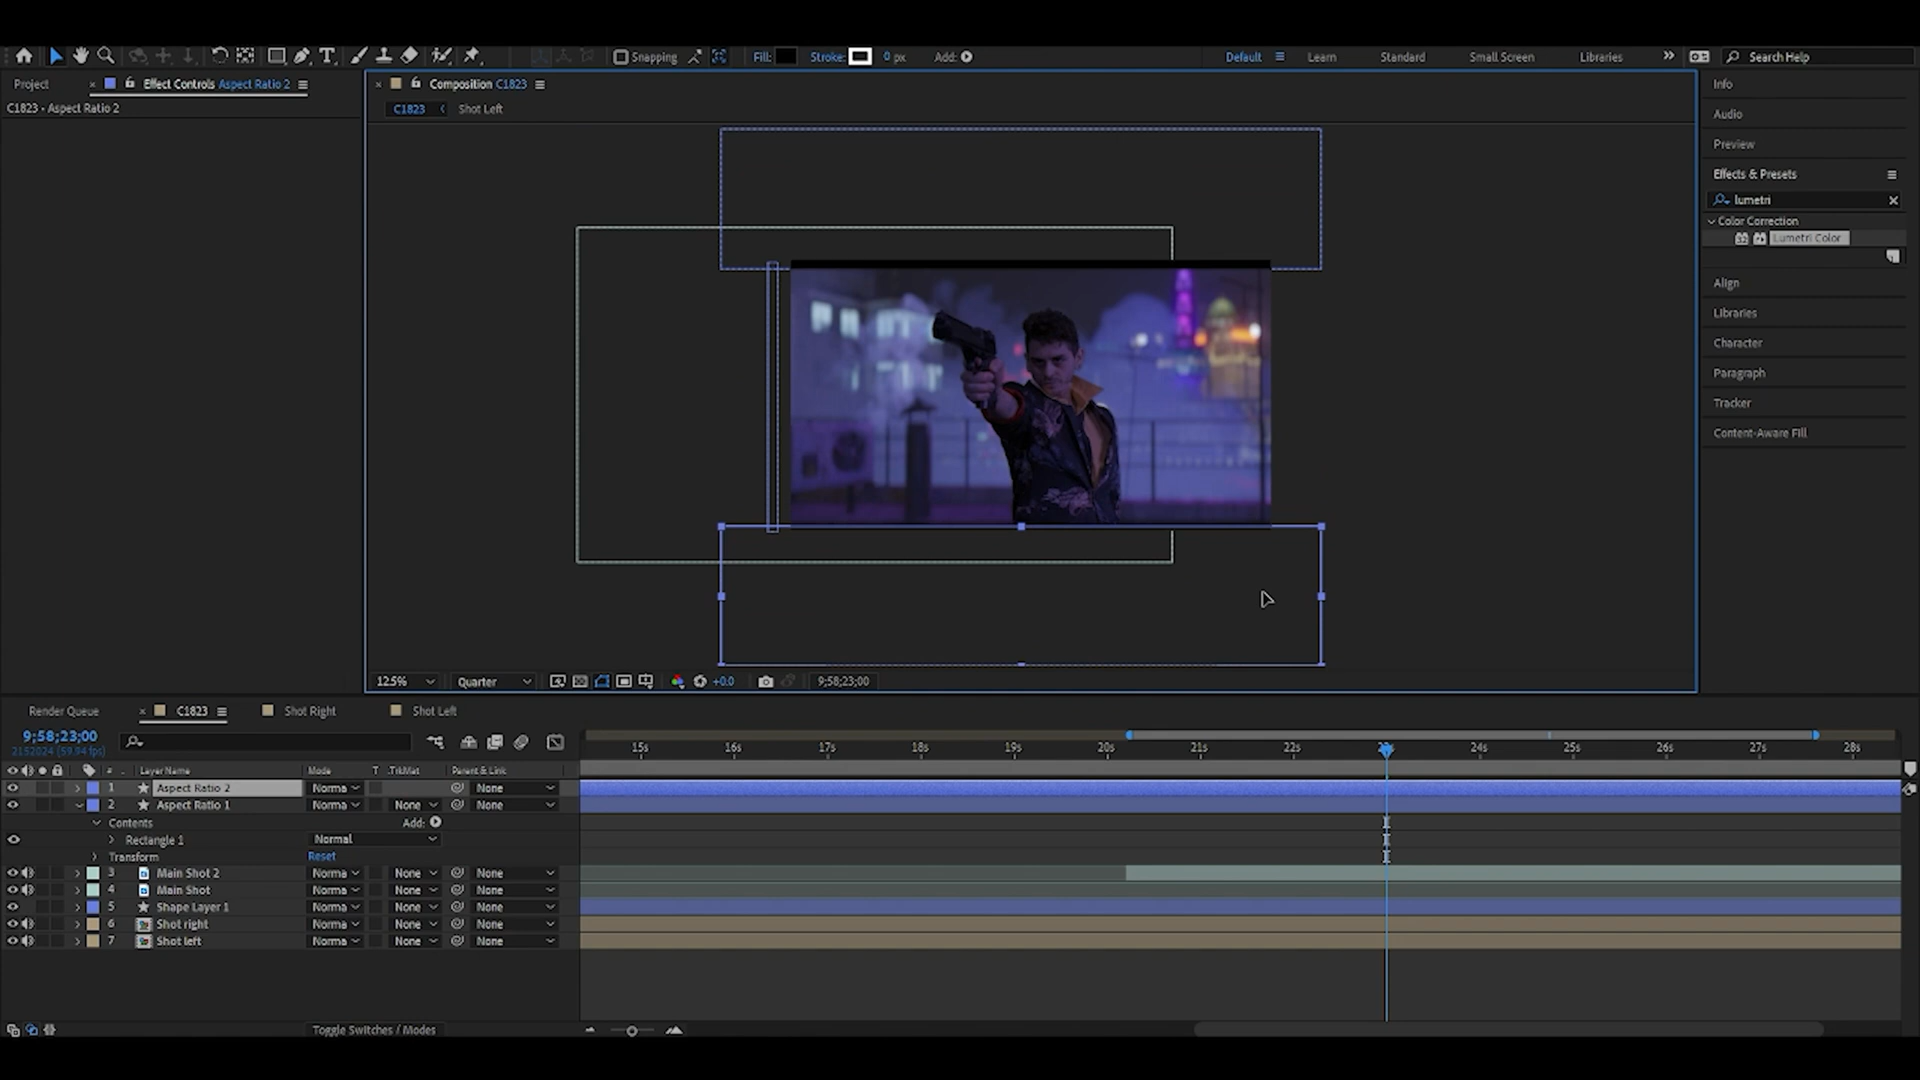 Snapping Fill: Stroke: 0 px Add: Default Learn Standard Small Screen Libraries » Search Help
Project × Effect Controls Aspect Ratio 2
C1823 • Aspect Ratio 2
× Composition C1823
C1823 ‹ Shot Left
Info
Audio
Preview
Effects & Presets
lumetri
Color Correction
32 Lumetri Color
Align
Libraries
Character
Paragraph
Tracker
Content-Aware Fill
12.5% Quarter +0.0 9;58;23;00
Render Queue × C1823 Shot Right Shot Left
9;58;23;00
2152024 (59.94 fps)
15s 16s 17s 18s 19s 20s 21s 22s 23s 24s 25s 26s 27s 28s
# Layer Name Mode T .TrkMat Parent & Link
1 Aspect Ratio 2 Norma None
2 Aspect Ratio 1 Norma None None
Contents Add:
Rectangle 1 Normal
Transform Reset
3 Main Shot 2 Norma None None
4 Main Shot Norma None None
5 Shape Layer 1 Norma None None
6 Shot right Norma None None
7 Shot left Norma None None
Toggle Switches / Modes